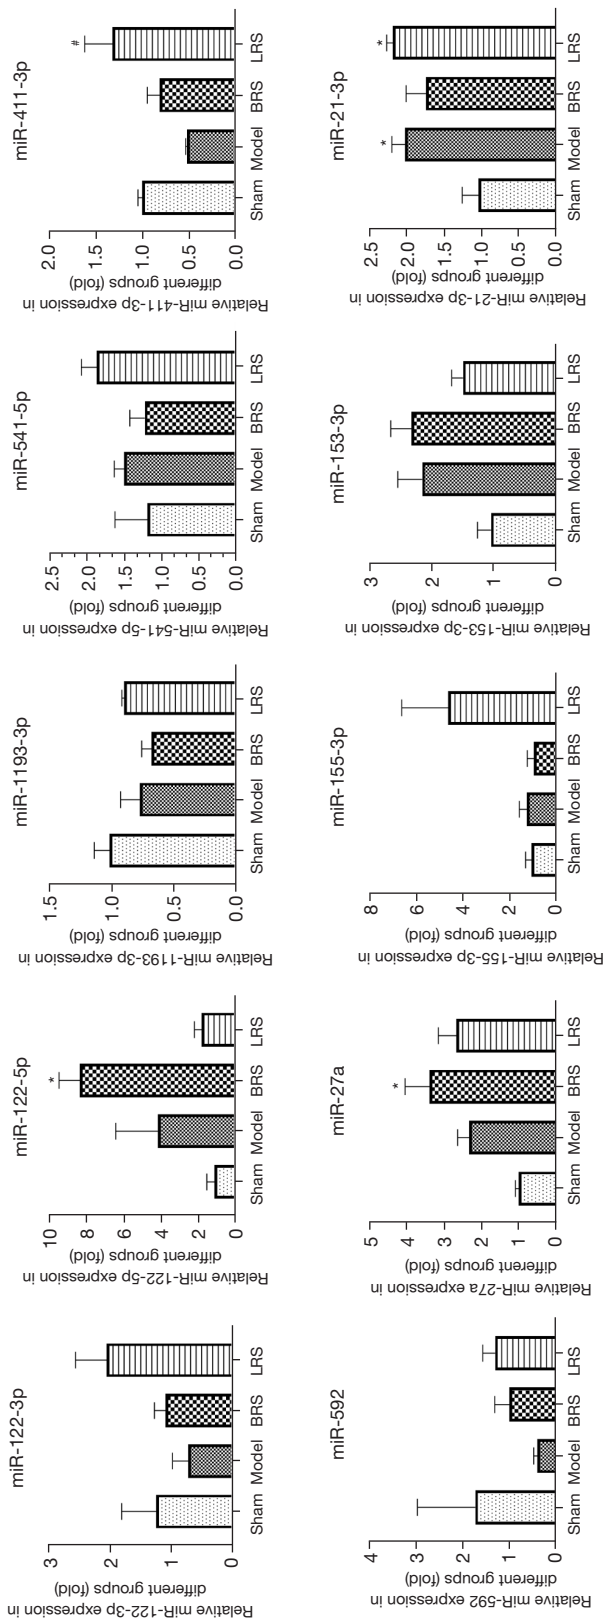 miR-122-3p
Relative miR-122-3p expression in
different groups (fold)
3
2
1
0
Sham Model BRS LRS
miR-122-5p
Relative miR-122-5p expression in
different groups (fold)
10
8
6
4
2
0
*
Sham Model BRS LRS
miR-1193-3p
Relative miR-1193-3p expression in
different groups (fold)
1.5
1.0
0.5
0.0
Sham Model BRS LRS
miR-541-5p
Relative miR-541-5p expression in
different groups (fold)
2.5
2.0
1.5
1.0
0.5
0.0
Sham Model BRS LRS
miR-411-3p
Relative miR-411-3p expression in
different groups (fold)
2.0
1.5
1.0
0.5
0.0
#
Sham Model BRS LRS
miR-592
Relative miR-592 expression in
different groups (fold)
4
3
2
1
0
Sham Model BRS LRS
miR-27a
Relative miR-27a expression in
different groups (fold)
5
4
3
2
1
0
*
Sham Model BRS LRS
miR-155-3p
Relative miR-155-3p expression in
different groups (fold)
8
6
4
2
0
Sham Model BRS LRS
miR-153-3p
Relative miR-153-3p expression in
different groups (fold)
3
2
1
0
Sham Model BRS LRS
miR-21-3p
Relative miR-21-3p expression in
different groups (fold)
2.5
2.0
1.5
1.0
0.5
0.0
* *
Sham Model BRS LRS